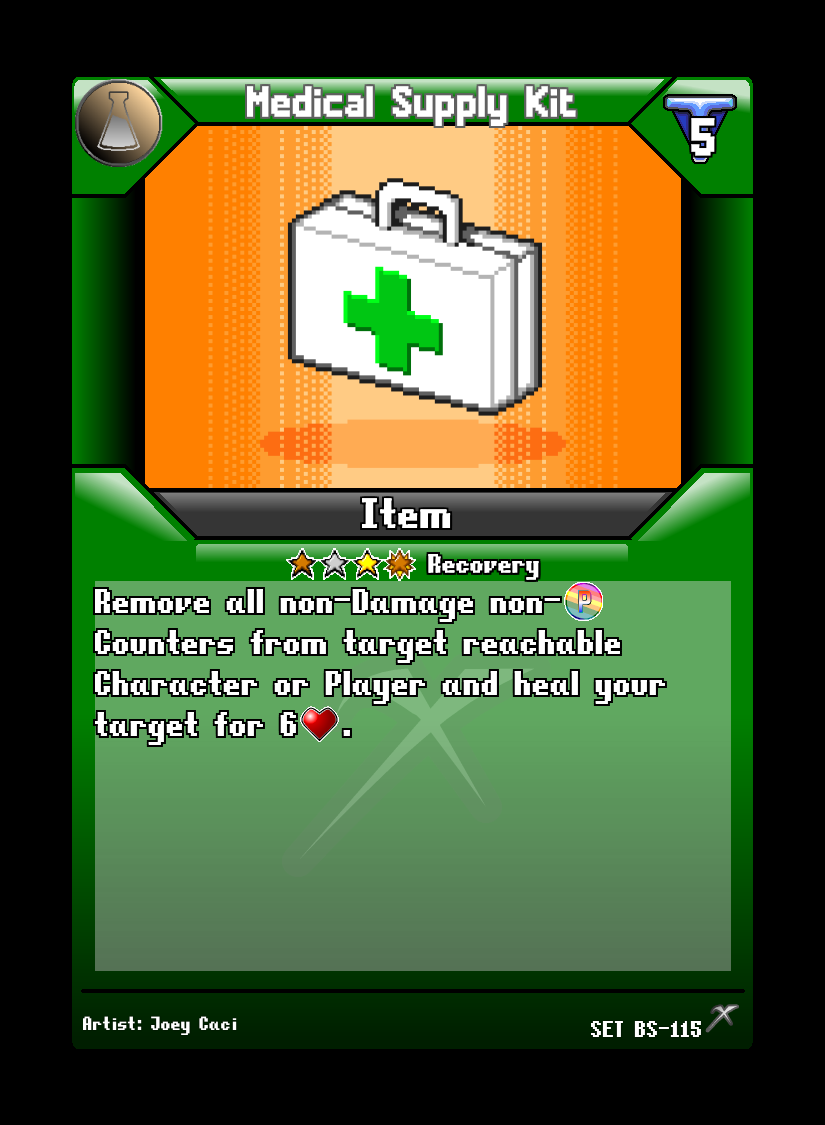 Medical Supply Kit
5
Item
Recovery
Remove all non-Damage non-P
Counters from target reachable
Character or Player and heal your
target for 6❤.
Artist: Joey Caci
SET BS-115